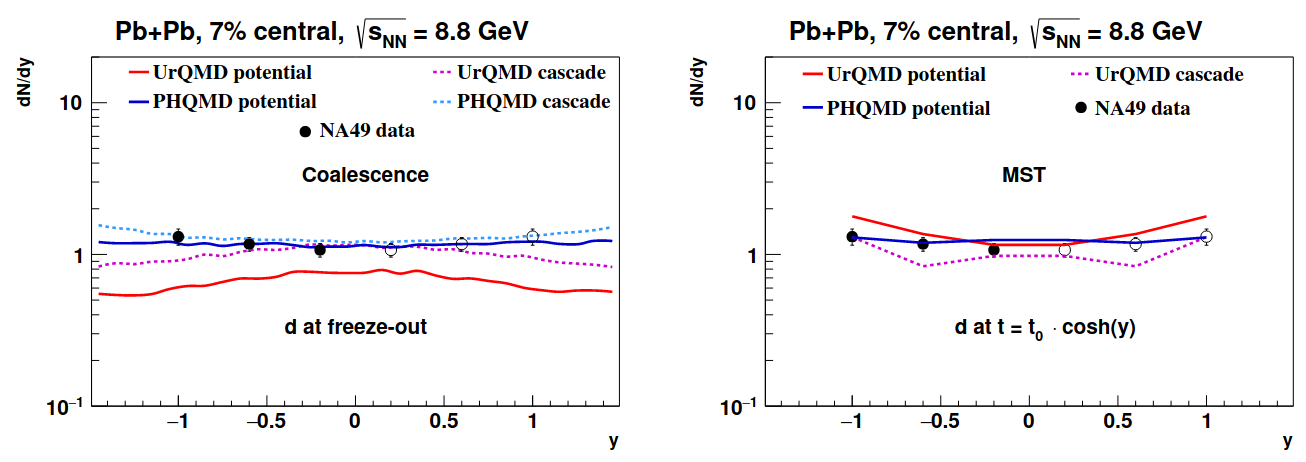 Pb+Pb, 7% central, √sNN = 8.8 GeV
dN/dy
UrQMD potential
UrQMD cascade
PHQMD potential
PHQMD cascade
NA49 data
Coalescence
d at freeze-out
10
1
10⁻¹
−1 −0.5 0 0.5 1
y
Pb+Pb, 7% central, √sNN = 8.8 GeV
dN/dy
UrQMD potential
UrQMD cascade
PHQMD potential
NA49 data
MST
d at t = t₀ · cosh(y)
10
1
10⁻¹
−1 −0.5 0 0.5 1
y